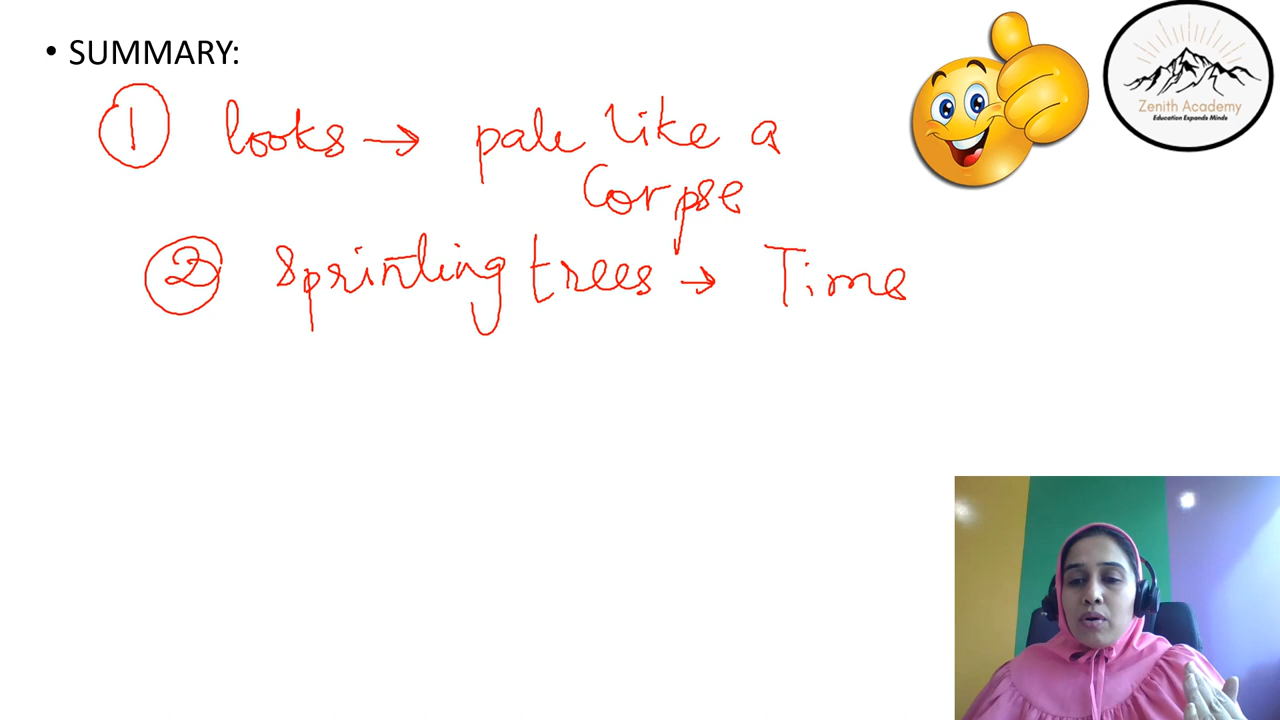 • SUMMARY:
1 looks → pale like a
corpse
2 Sprinting trees → Time
Zenith Academy
Education Expands Minds